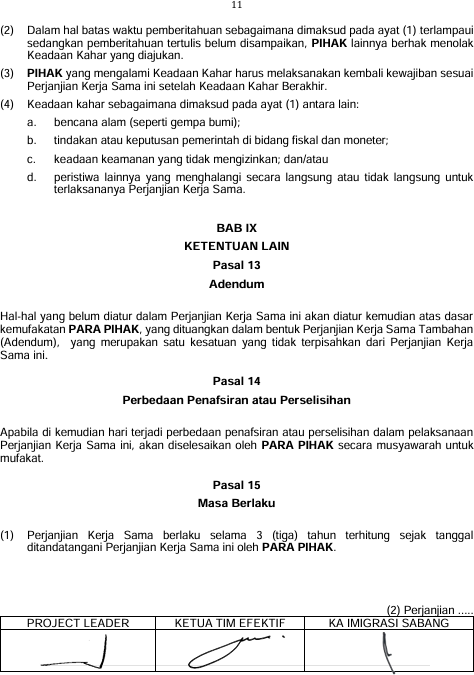 11
(2) Dalam hal batas waktu pemberitahuan sebagaimana dimaksud pada ayat (1) terlampaui
sedangkan pemberitahuan tertulis belum disampaikan, PIHAK lainnya berhak menolak
Keadaan Kahar yang diajukan.
(3) PIHAK yang mengalami Keadaan Kahar harus melaksanakan kembali kewajiban sesuai
Perjanjian Kerja Sama ini setelah Keadaan Kahar Berakhir.
(4) Keadaan kahar sebagaimana dimaksud pada ayat (1) antara lain:
a. bencana alam (seperti gempa bumi);
b. tindakan atau keputusan pemerintah di bidang fiskal dan moneter;
c. keadaan keamanan yang tidak mengizinkan; dan/atau
d. peristiwa lainnya yang menghalangi secara langsung atau tidak langsung untuk
terlaksananya Perjanjian Kerja Sama.
BAB IX
KETENTUAN LAIN
Pasal 13
Adendum
Hal-hal yang belum diatur dalam Perjanjian Kerja Sama ini akan diatur kemudian atas dasar
kemufakatan PARA PIHAK, yang dituangkan dalam bentuk Perjanjian Kerja Sama Tambahan
(Adendum), yang merupakan satu kesatuan yang tidak terpisahkan dari Perjanjian Kerja
Sama ini.
Pasal 14
Perbedaan Penafsiran atau Perselisihan
Apabila di kemudian hari terjadi perbedaan penafsiran atau perselisihan dalam pelaksanaan
Perjanjian Kerja Sama ini, akan diselesaikan oleh PARA PIHAK secara musyawarah untuk
mufakat.
Pasal 15
Masa Berlaku
(1) Perjanjian Kerja Sama berlaku selama 3 (tiga) tahun terhitung sejak tanggal
ditandatangani Perjanjian Kerja Sama ini oleh PARA PIHAK.
(2) Perjanjian .....
PROJECT LEADER KETUA TIM EFEKTIF KA IMIGRASI SABANG